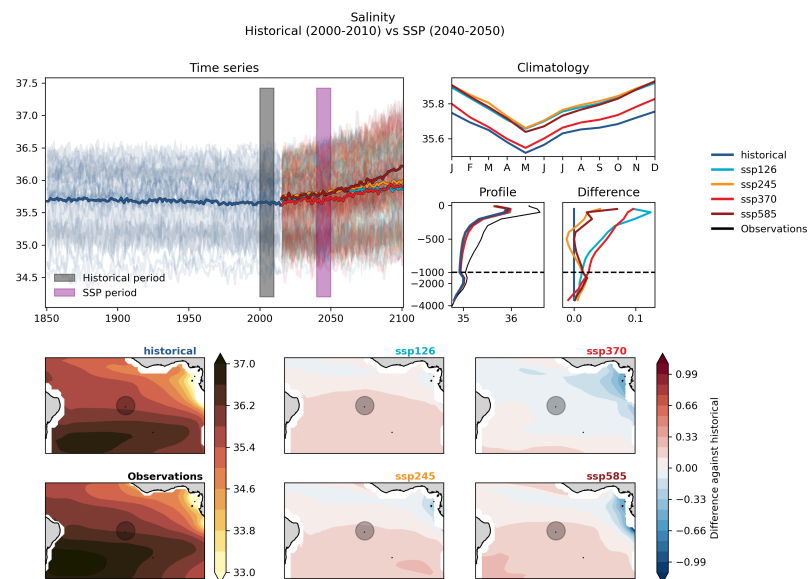 Salinity
Historical (2000-2010) vs SSP (2040-2050)
Time series
37.5
37.0
36.5
36.0
35.5
35.0
34.5
1850
1900
1950
2000
2050
2100
Historical period
SSP period
Climatology
35.8
35.6
J F M A M J J A S O N D
historical
ssp126
ssp245
ssp370
ssp585
Observations
Profile
0
−500
−1000
−2000
−4000
35
36
Difference
0.0
0.1
historical
37.0
36.2
35.4
34.6
33.8
33.0
ssp126
ssp370
Observations
ssp245
ssp585
0.99
0.66
0.33
0.00
−0.33
−0.66
−0.99
Difference against historical